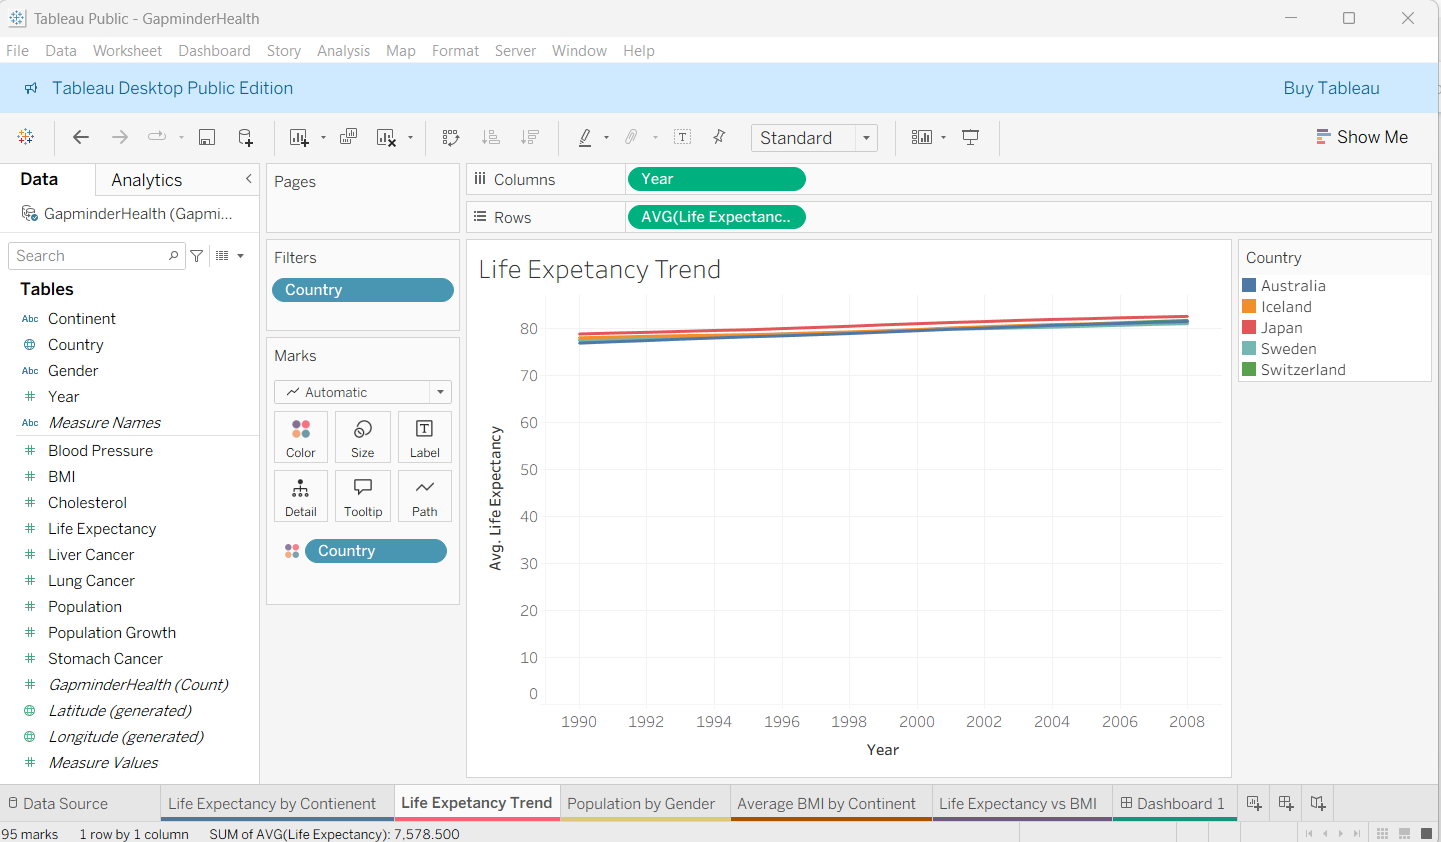 Tableau Public - GapminderHealth
File Data Worksheet Dashboard Story Analysis Map Format Server Window Help
Tableau Desktop Public Edition Buy Tableau
Standard Show Me
Data Analytics
GapminderHealth (Gapmi...
Search
Tables
Abc Continent
Country
Abc Gender
Year
Abc Measure Names
Blood Pressure
BMI
Cholesterol
Life Expectancy
Liver Cancer
Lung Cancer
Population
Population Growth
Stomach Cancer
GapminderHealth (Count)
Latitude (generated)
Longitude (generated)
Measure Values
Pages
Filters
Country
Marks
Automatic
Color Size Label
Detail Tooltip Path
Country
Columns Year
Rows AVG(Life Expectanc..
Life Expetancy Trend
Avg. Life Expectancy
80
70
60
50
40
30
20
10
0
1990 1992 1994 1996 1998 2000 2002 2004 2006 2008
Year
Country
Australia
Iceland
Japan
Sweden
Switzerland
Data Source Life Expectancy by Contienent Life Expetancy Trend Population by Gender Average BMI by Continent Life Expectancy vs BMI Dashboard 1
95 marks 1 row by 1 column SUM of AVG(Life Expectancy): 7,578.500